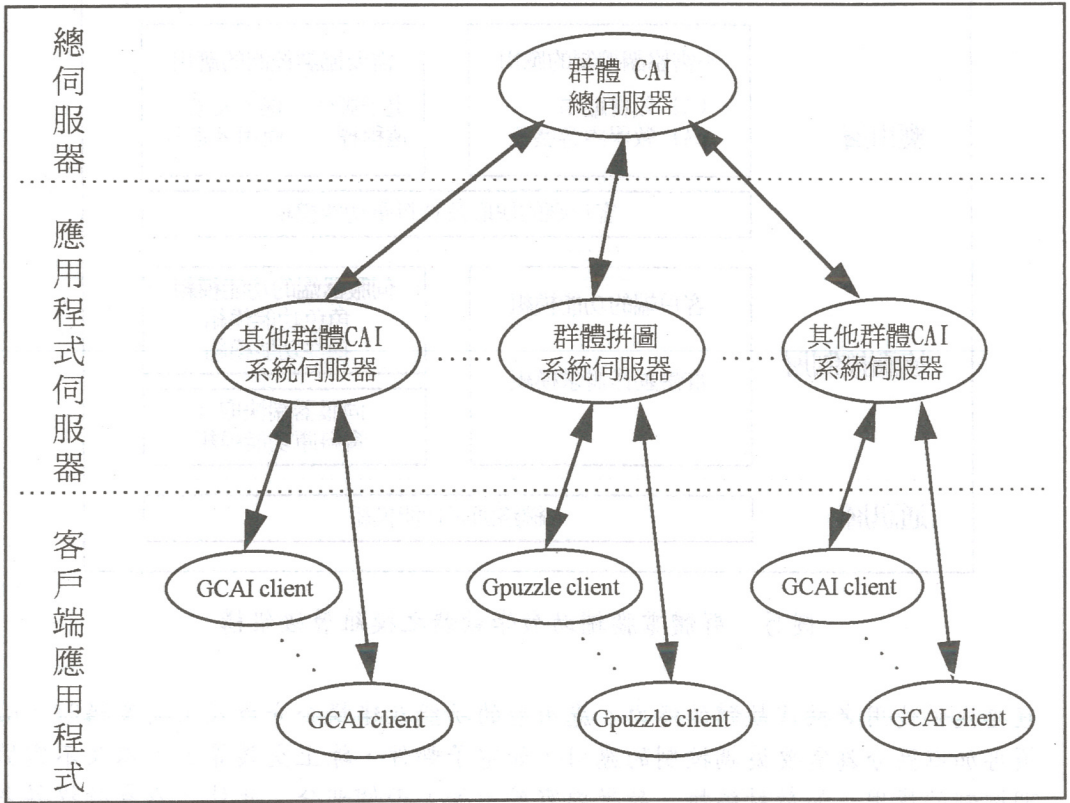 總伺服器
群體 CAI
總伺服器
應用程式伺服器
其他群體CAI
系統伺服器
群體拼圖
系統伺服器
其他群體CAI
系統伺服器
客戶端應用程式
GCAI client
Gpuzzle client
GCAI client
GCAI client
Gpuzzle client
GCAI client